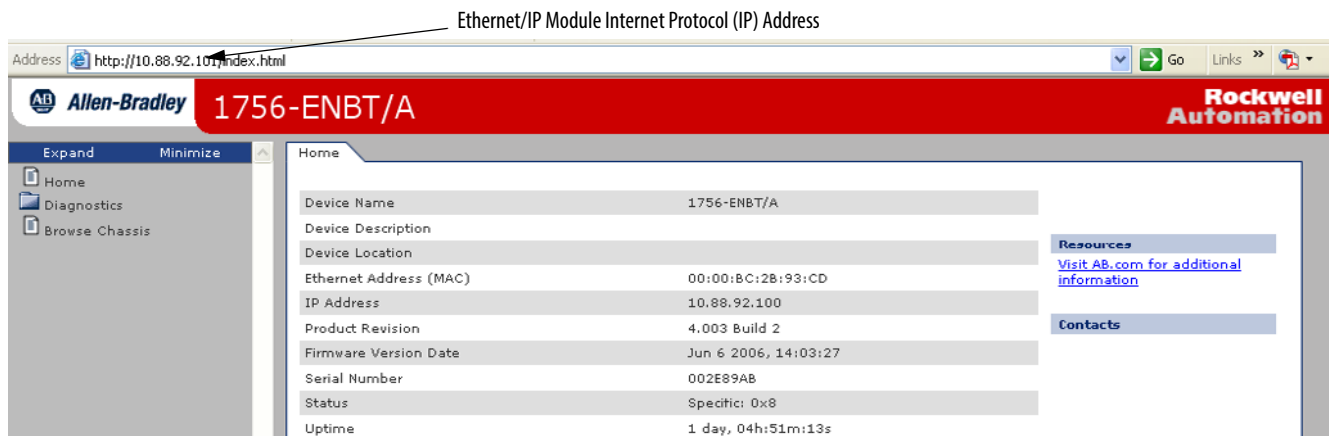 Ethernet/IP Module Internet Protocol (IP) Address
Address http://10.88.92.101/index.html Go Links »
AB Allen-Bradley 1756-ENBT/A Rockwell Automation
Expand Minimize
Home
Diagnostics
Browse Chassis
Home
Device Name 1756-ENBT/A
Device Description
Device Location
Ethernet Address (MAC) 00:00:BC:2B:93:CD
IP Address 10.88.92.100
Product Revision 4.003 Build 2
Firmware Version Date Jun 6 2006, 14:03:27
Serial Number 002E89AB
Status Specific: 0x8
Uptime 1 day, 04h:51m:13s
Resources
Visit AB.com for additional
information
Contacts